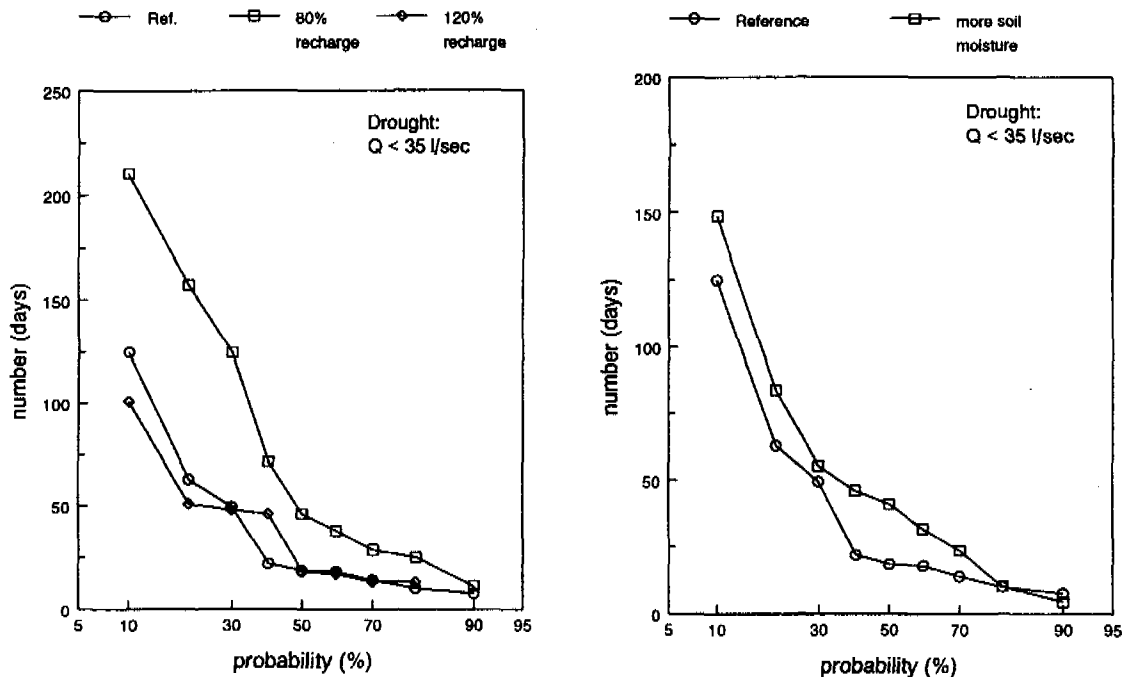 Ref.
80%
recharge
120%
recharge
250
200
150
100
50
0
number (days)
Drought:
Q < 35 l/sec
5
10
30
50
70
90
95
probability (%)
Reference
more soil
moisture
200
150
100
50
0
number (days)
Drought:
Q < 35 l/sec
5
10
30
50
70
90
95
probability (%)